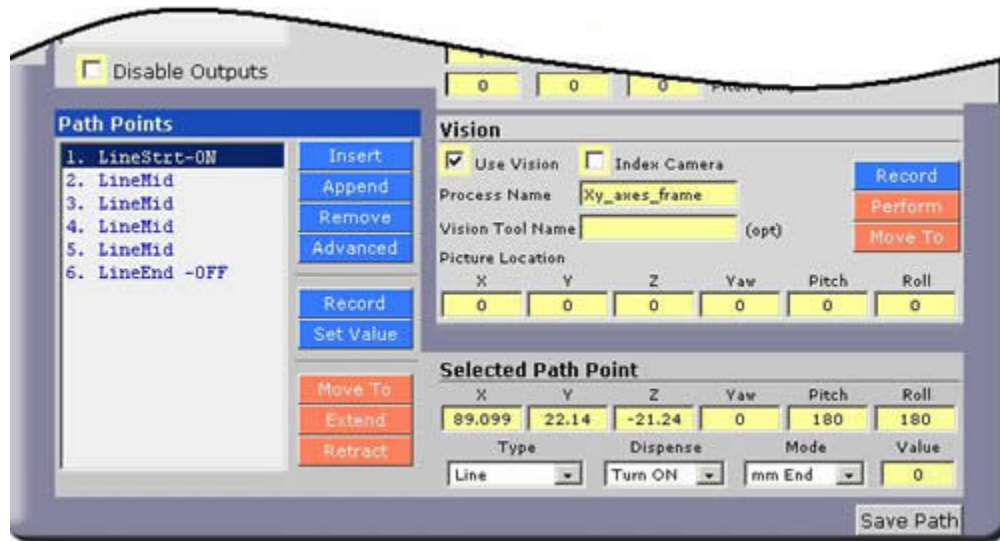 Disable Outputs
0 0 0
Path Points
1. LineStrt-ON
2. LineMid
3. LineMid
4. LineMid
5. LineMid
6. LineEnd -OFF
Insert
Append
Remove
Advanced
Record
Set Value
Move To
Extend
Retract
Vision
Use Vision Index Camera
Process Name Xy_axes_frame
Vision Tool Name (opt)
Record
Perform
Move To
Picture Location
X Y Z Yaw Pitch Roll
0 0 0 0 0 0
Selected Path Point
X Y Z Yaw Pitch Roll
89.099 22.14 -21.24 0 180 180
Type Dispense Mode Value
Line Turn ON mm End 0
Save Path